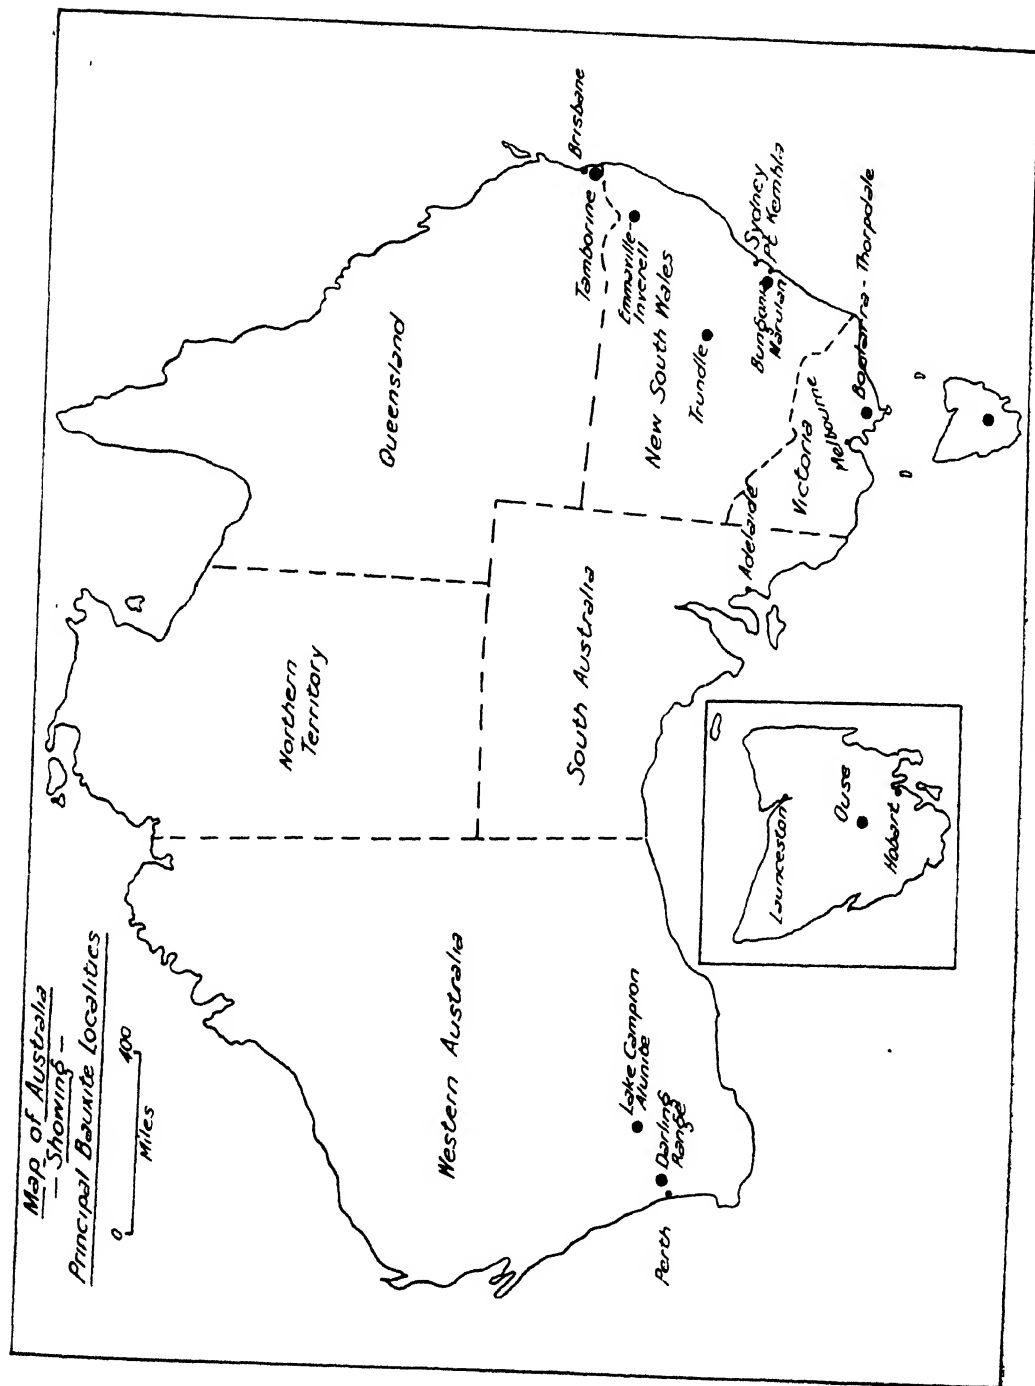 Map of Australia
- Showing -
Principal Bauxite Localities
0 400
Miles
Western Australia
Northern
Territory
Queensland
South Australia
New South Wales
Victoria
Lake Campion
Alunite
Darling
Range
Perth
Adelaide
Melbourne
Brisbane
Tamborine
Emmaville-
Inverell
Trundle
Sydney
Pt Kembla
Marulan
- Thorpdale
Launceston
Ouse
Hobart